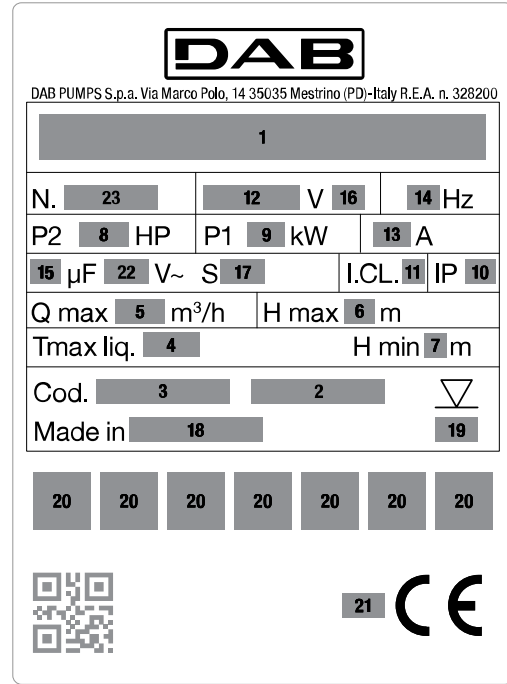 DAB
DAB PUMPS S.p.a. Via Marco Polo, 14 35035 Mestrino (PD)-Italy R.E.A. n. 328200
1
N. 23 12 V 16 14 Hz
P2 8 HP P1 9 kW 13 A
15 µF 22 V~ S 17 I.CL. 11 IP 10
Q max 5 m³/h H max 6 m
Tmax liq. 4 H min 7 m
Cod. 3 2
Made in 18 19
20 20 20 20 20 20 20
21 CE